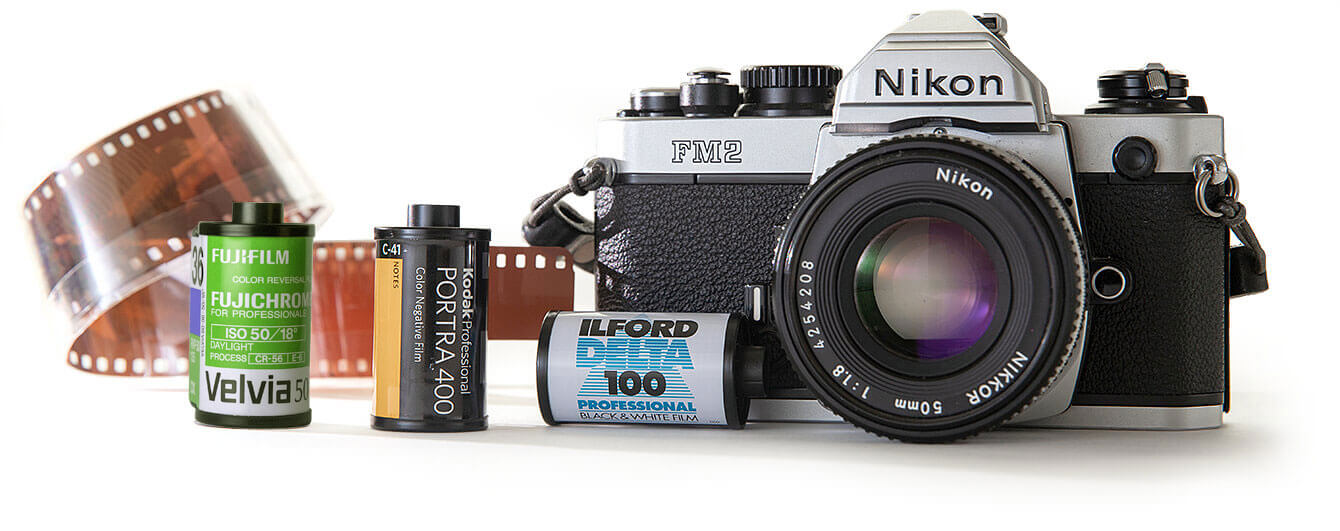 36
FUJIFILM
COLOR REVERSAL
FUJICHROME
FOR PROFESSIONALS
ISO 50/18°
DAYLIGHT
PROCESS CR-56 E-6
Velvia 50
C-41
NOTES
Color Negative Film
Kodak Professional
PORTRA 400
ILFORD
DELTA
100
PROFESSIONAL
BLACK & WHITE FILM
FM2
Nikon
Nikon
4254208
1:1.8
50mm
NIKKOR